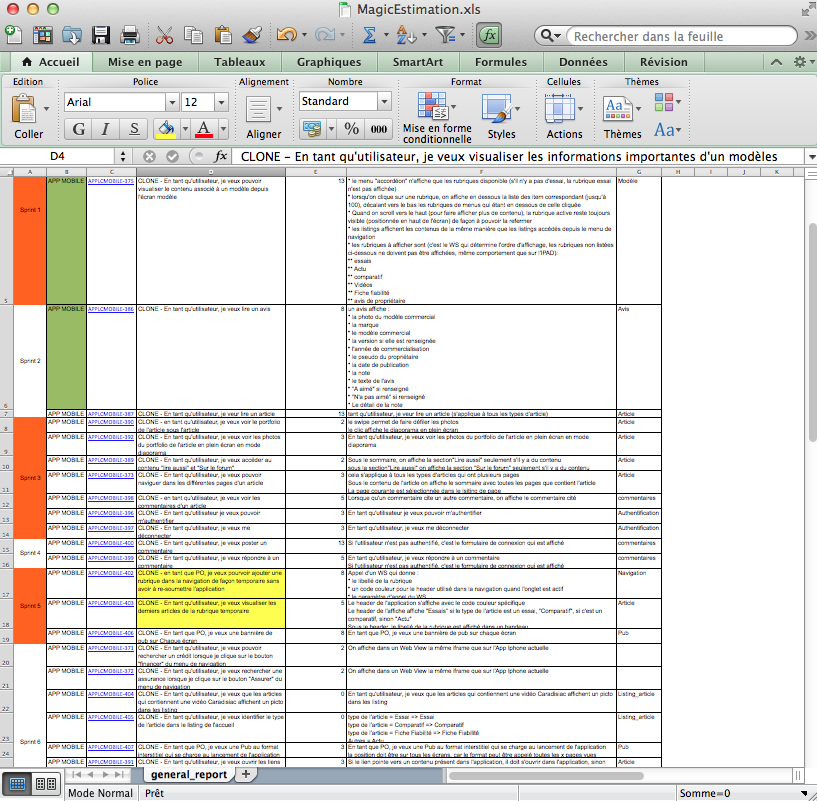 MagicEstimation.xls
Rechercher dans la feuille
Accueil Mise en page Tableaux Graphiques SmartArt Formules Données Révision
Edition Police Alignement Nombre Format Cellules Thèmes
Coller Arial 12 Aligner Standard Mise en forme conditionnelle Styles Actions Thèmes
G I S A % 000 Aa Aa
D4 fx CLONE - En tant qu'utilisateur, je veux visualiser les informations importantes d'un modèles
A B C D E F G H I J K
Sprint 1
5
APP MOBILE APPLCMOBILE-375 CLONE - En tant qu'utilisateur, je veux pouvoir
visualiser le contenu associé à un modèle depuis
l'écran modèle
13
* le menu "accordéon" n'affiche que les rubriques disponible (s'il n'y a pas d'essai, la rubrique essai
n'est pas affichée)
* lorsqu'on clique sur une rubrique, on affiche en dessous la liste des item correspondant (jusqu'à
100), décalant vers le bas les rubriques de menus qui étant en dessous de celle cliquée
* Quand on scroll vers le haut (pour faire afficher plus de contenu), la rubrique active reste toujours
visible (positionnée en haut de l'écran) de façon à pouvoir la refermer
* les listings affichent les contenus de la même manière que les listings accédés depuis le menu de
navigation
* les rubriques à afficher sont (c'est le WS qui détermine l'ordre d'affichage, les rubriques non listées
ci-dessous ne doivent pas être affichées, même comportement que sur l'IPAD):
** essais
** Actu
** comparatif
** Vidéos
** Fiche fiabilité
** avis de propriétaire
Modèle
Sprint 2
6
APP MOBILE APPLCMOBILE-386 CLONE - En tant qu'utilisateur, je veux lire un avis
8
un avis affiche :
* la photo du modèle commercial
* la marque
* le modèle commercial
* la version si elle est renseignée
* l'année de commercialisation
* le pseudo du propriétaire
* la date de publication
* la note
* le texte de l'avis
* "A aimé" si renseigné
* "N'a pas aimé si renseigné
* Le détail de la note
Avis
7 APP MOBILE APPLCMOBILE-387 CLONE - En tant qu'utilisateur, je veur lire un article 13 tant qu'utilisateur, je veur lire un article (s'applique à tous les types d'article) Article
8 APP MOBILE APPLCMOBILE-390 CLONE - En tant qu'utilisateur, je veux voir le portfolio
de l'article sous l'article
2 le swipe permet de faire défiler les photos
le clic affiche le diaporama en plein écran
Article
9 APP MOBILE APPLCMOBILE-392 CLONE - En tant qu'utilisateur, je veux voir les photos
du portfolio de l'article en plein écran en mode
diaporama
3 En tant qu'utilisateur, je veux voir les photos du portfolio de l'article en plein écran en mode
diaporama
Article
10 APP MOBILE APPLCMOBILE-389 CLONE - En tant qu'utilisateur, je veux accéder au
contenu "lire aussi" et "Sur le forum"
2 Sous le sommaire, on affiche la section"Lire aussi" seulement s'il y a du contenu
sous la section"Lire aussi" on affiche la section "Sur le forum" seulement s'il y a du contenu
Article
Sprint 3
11 APP MOBILE APPLCMOBILE-373 CLONE - En tant qu'utilisateur, je veux pouvoir
naviguer dans les différentes pages d'un article
3 cela s'applique à tous les types d'articles qui ont plusieurs pages
Sous le contenu de l'article on affiche le sommaire avec toutes les page que contient l'article
La page courante est sélectionnée dans le listing de page
Article
12 APP MOBILE APPLCMOBILE-398 CLONE - En tant qu'utilisateur, je veux voir les
commentaires d'un article
5 Lorsque qu'un commentaire cite un autre commentaire, on affiche le commentaire cité commentaires
13 APP MOBILE APPLCMOBILE-396 CLONE - En tant qu'utilisateur je veux pouvoir
m'authentifier
3 En tant qu'utilisateur je veux pouvoir m'authentifier Authentification
14 APP MOBILE APPLCMOBILE-397 CLONE - En tant qu'utilisateur, je veux me
déconnecter
3 En tant qu'utilisateur, je veux me déconnecter Authentification
Sprint 4
15 APP MOBILE APPLCMOBILE-400 CLONE - En tant qu'utilisateur, je veux poster un
commentaire
13 Si l'utilisateur n'est pas authentifié, c'est le formulaire de connexion qui est affiché commentaires
16 APP MOBILE APPLCMOBILE-399 CLONE - En tant qu'utilisateur, je veux répondre à un
commentaire
5 En tant qu'utilisateur, je veux répondre à un commentaire
Si l'utilisateur n'est pas authentifié, c'est le formulaire de connexion qui est affiché
commentaires
17 APP MOBILE APPLCMOBILE-402 CLONE - en tant que PO, je veux pouvoir ajouter une
rubrique dans la navigation de façon temporaire sans
avoir à re-soumettre l'application
8 Appel d'un WS qui donne :
* le libellé de la rubrique
* un code couleur pour le header utilisé dans la navigation quand l'onglet est actif
* le paramètre d'appel du WS
Navigation
Sprint 5
18 APP MOBILE APPLCMOBILE-403 CLONE - En tant qu'utilisateur, je veux visualiser les
derniers articles de la rubrique temporaire
5 Le header de l'application s'affiche avec le code couleur spécifique
Le header de l'affiche affiche "Essais" si le type de l'article est un essai, "Comparatif", si c'est un
comparatif, sinon "Actu"
Sous le header, le libellé de la rubrique est affiché dans un bandeau
Article
19 APP MOBILE APPLCMOBILE-406 CLONE - En tant que PO, je veux une bannière de
pub sur Chaque écran
8 En tant que PO, je veux une bannière de pub sur chaque écran Pub
20 APP MOBILE APPLCMOBILE-371 CLONE - En tant qu'utilisateur, je veux pouvoir
rechercher un crédit lorsque je clique sur le bouton
"financer" du menu de navigation
2 On affiche dans un Web View la même iframe que sur l'App Iphone actuelle
21 APP MOBILE APPLCMOBILE-372 CLONE - En tant qu'utilisateur, je veux rechercher une
assurance lorsque je clique sur le bouton "Assurer" du
menu de navigation
2 On affiche dans un Web View la même iframe que sur l'App Iphone actuelle
22 APP MOBILE APPLCMOBILE-404 CLONE - En tant qu'utilisateur, je veux que les articles
qui contiennent une vidéo Caradisiac affichent un picto
dans les listing
0 En tant qu'utilisateur, je veux que les articles qui contiennent une vidéo Caradisiac affichent un picto
dans les listing
Listing_article
Sprint 6
23 APP MOBILE APPLCMOBILE-405 CLONE - En tant qu'utilisateur, je veux identifier le type
de l'article dans le listing de l'accueil
0 type de l'article = Essai => Essai
type de l'article = Comparatif => Comparatif
type de l'article = Fiche Fiabilité => Fiche Fiabilité
Autres = Actu
Listing_article
24 APP MOBILE APPLCMOBILE-407 CLONE - En tant que PO, je veux une Pub au format
interstitiel qui se charge au lancement de l'application
3 En tant que PO, je veux une Pub au format interstitiel qui se charge au lancement de l'application
la position doit être sur tous les écrans, car le format peut être appelé toutes les x pages vues
Pub
APP MOBILE APPLCMOBILE-391 CLONE - En tant qu'utilisateur, je veux ouvrir les liens 3 Si le lien pointe vers un contenu présent dans l'application, il doit s'ouvrir dans l'application, sinon Article
general_report +
Mode Normal Prêt Somme=0